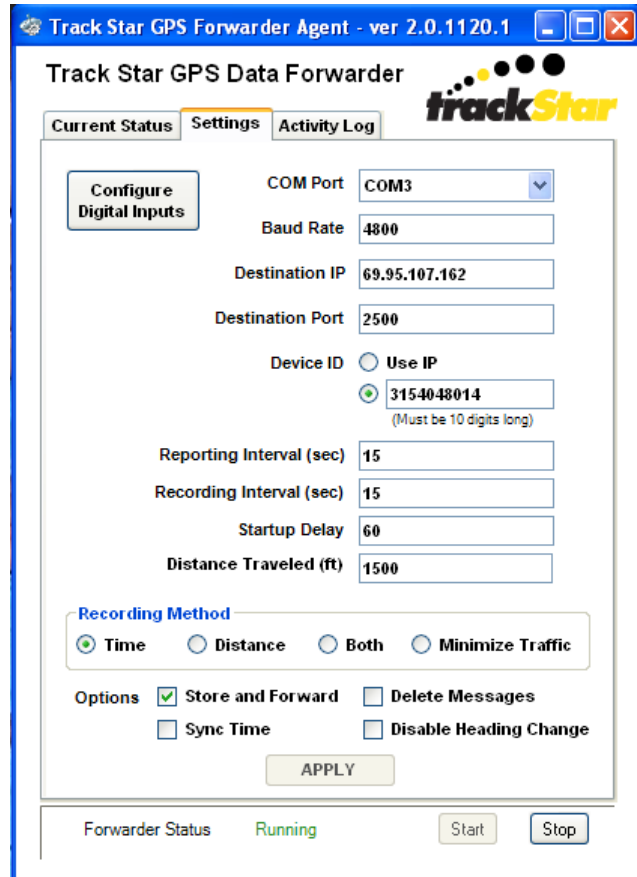 Track Star GPS Forwarder Agent - ver 2.0.1120.1
Track Star GPS Data Forwarder
trackStar
Current Status Settings Activity Log
Configure Digital Inputs
COM Port COM3
Baud Rate 4800
Destination IP 69.95.107.162
Destination Port 2500
Device ID Use IP
3154048014
(Must be 10 digits long)
Reporting Interval (sec) 15
Recording Interval (sec) 15
Startup Delay 60
Distance Traveled (ft) 1500
Recording Method
Time Distance Both Minimize Traffic
Options Store and Forward Delete Messages
Sync Time Disable Heading Change
APPLY
Forwarder Status Running Start Stop